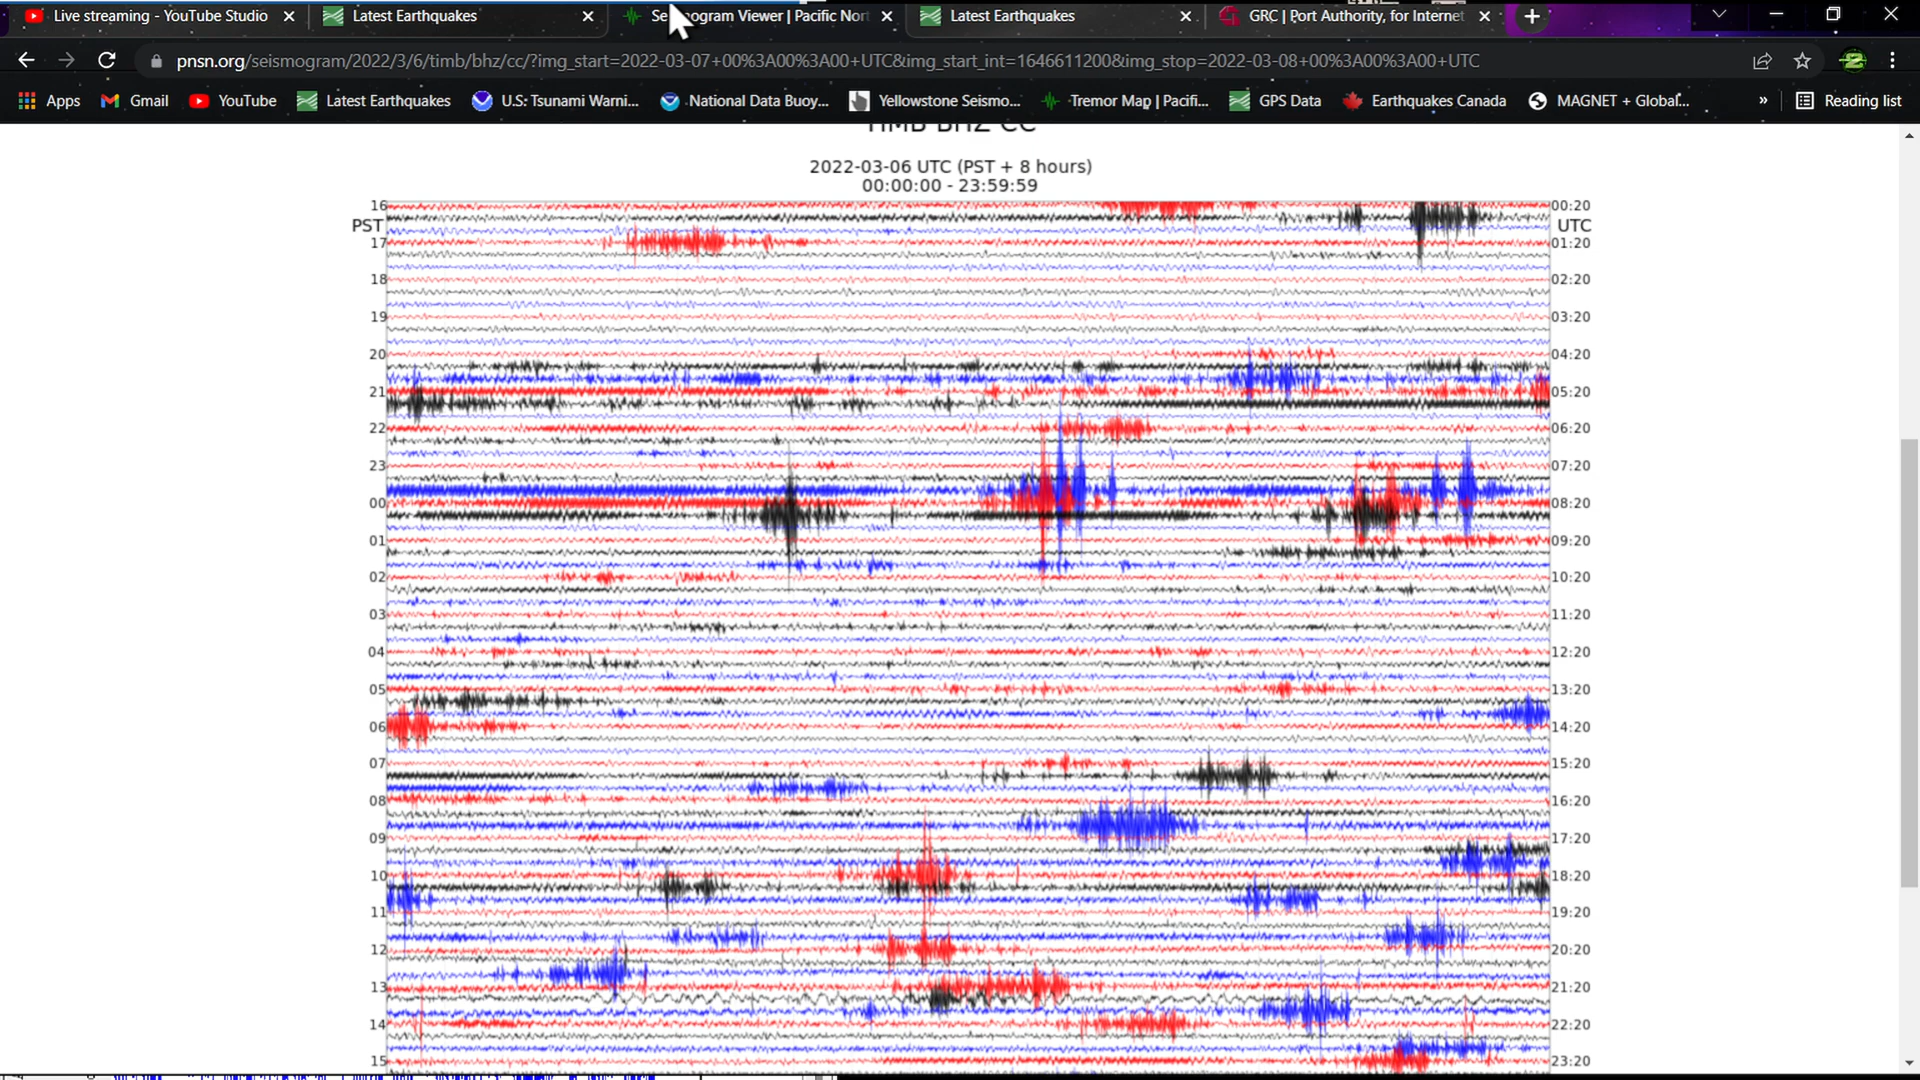 Live streaming - YouTube Studio
Latest Earthquakes
Se
ogram Viewer | Pacific Nort
Latest Earthquakes
GRC | Port Authority, for Internet
pnsn.org/seismogram/2022/3/6/timb/bhz/cc/?img_start=2022-03-07+00%3A00%3A00+UTC&img_start_int=1646611200&img_stop=2022-03-08+00%3A00%3A00+UTC
Apps
Gmail
YouTube
Latest Earthquakes
U.S. Tsunami Warni...
National Data Buoy...
Yellowstone Seismo...
Tremor Map | Pacifi...
GPS Data
Earthquakes Canada
MAGNET + Global...
»
Reading list
TIMB BHZ CC
2022-03-06 UTC (PST + 8 hours)
00:00:00 - 23:59:59
16 00:20
PST UTC
17 01:20
18 02:20
19 03:20
20 04:20
21 05:20
22 06:20
23 07:20
00 08:20
01 09:20
02 10:20
03 11:20
04 12:20
05 13:20
06 14:20
07 15:20
08 16:20
09 17:20
10 18:20
11 19:20
12 20:20
13 21:20
14 22:20
15 23:20